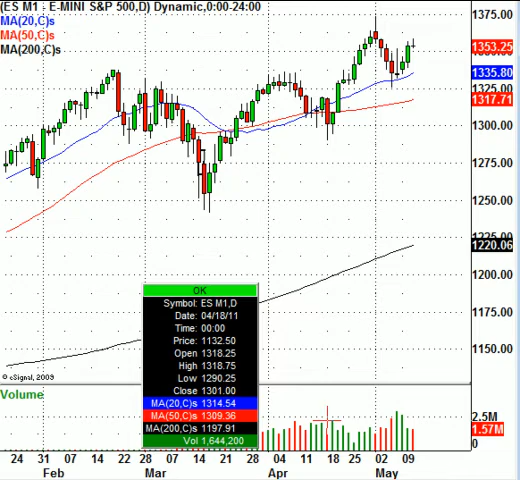 (ES M1 - E-MINI S&P 500,D) Dynamic,0:00-24:00
MA(20,C)s
MA(50,C)s
MA(200,C)s
1375.00
1353.25
1335.80
1317.71
1300.00
1275.00
1250.00
1220.06
1200.00
1175.00
1150.00
OK
Symbol: ES M1,D
Date: 04/18/11
Time: 00:00
Price: 1132.50
Open 1318.25
High 1318.75
Low 1290.25
Close 1301.00
MA(20,C)s 1314.54
MA(50,C)s 1309.36
MA(200,C)s 1197.91
Vol 1,644,200
© eSignal, 2009
Volume
2.5M
1.57M
0
24 31 07 14 22 28 07 14 21 28 04 11 18 25 02 09
Feb Mar Apr May